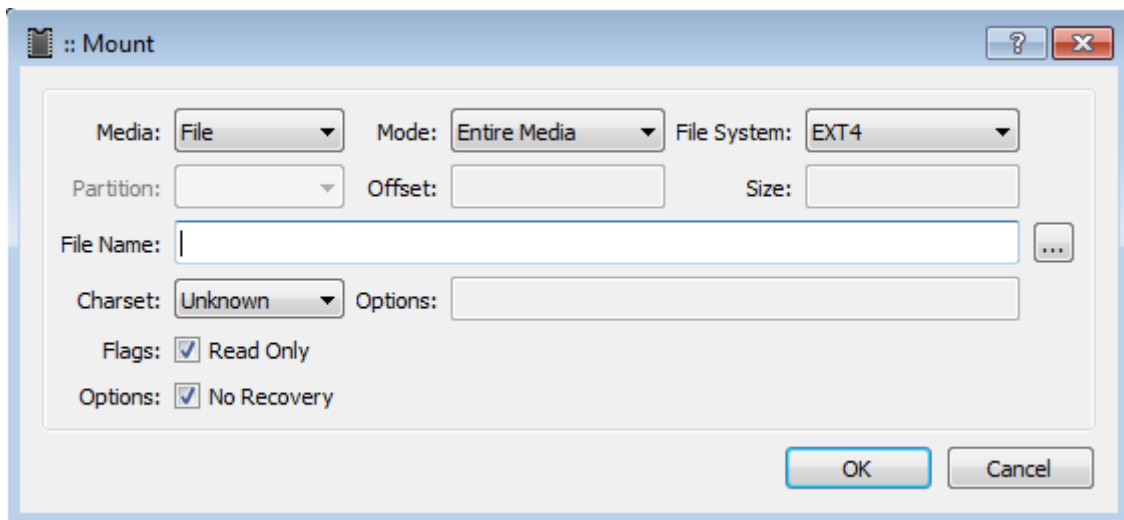 :: Mount ?
Media: File Mode: Entire Media File System: EXT4
Partition: Offset: Size:
File Name: ...
Charset: Unknown Options:
Flags: Read Only
Options: No Recovery
OK Cancel